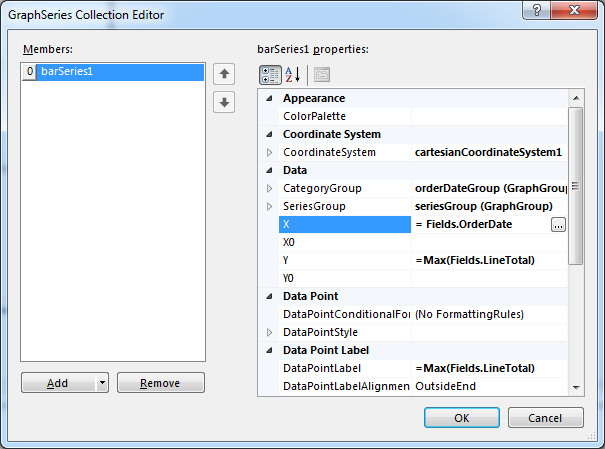 GraphSeries Collection Editor
?
Members:
0 barSeries1
Add
Remove
barSeries1 properties:
A
Z
Appearance
ColorPalette
Coordinate System
CoordinateSystem cartesianCoordinateSystem1
Data
CategoryGroup orderDateGroup (GraphGroup
SeriesGroup seriesGroup (GraphGroup)
X = Fields.OrderDate ...
X0
Y =Max(Fields.LineTotal)
Y0
Data Point
DataPointConditionalFor (No FormattingRules)
DataPointStyle
Data Point Label
DataPointLabel =Max(Fields.LineTotal)
DataPointLabelAlignmen OutsideEnd
OK
Cancel